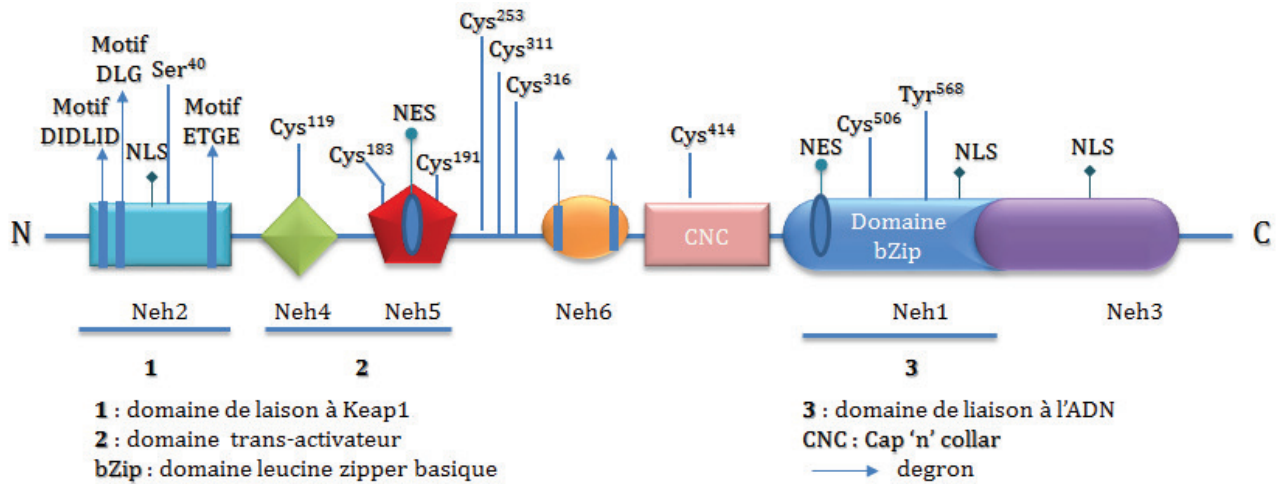 Cys²⁵³
Motif
DLG
Ser⁴⁰
Cys³¹¹
Cys³¹⁶
Motif
DIDLID
NLS
Motif
ETGE
Cys¹¹⁹
Cys¹⁸³
NES
Cys¹⁹¹
Cys⁴¹⁴
NES
Cys⁵⁰⁶
Tyr⁵⁶⁸
NLS
NLS
N
CNC
Domaine
bZip
C
Neh2
Neh4
Neh5
Neh6
Neh1
Neh3
1
2
3
1 : domaine de laison à Keap1
2 : domaine trans-activateur
bZip : domaine leucine zipper basique
3 : domaine de liaison à l'ADN
CNC : Cap 'n' collar
degron